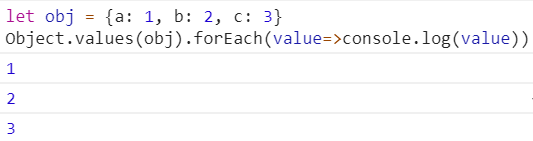 let obj = {a: 1, b: 2, c: 3}
Object.values(obj).forEach(value=>console.log(value))
1
2
3